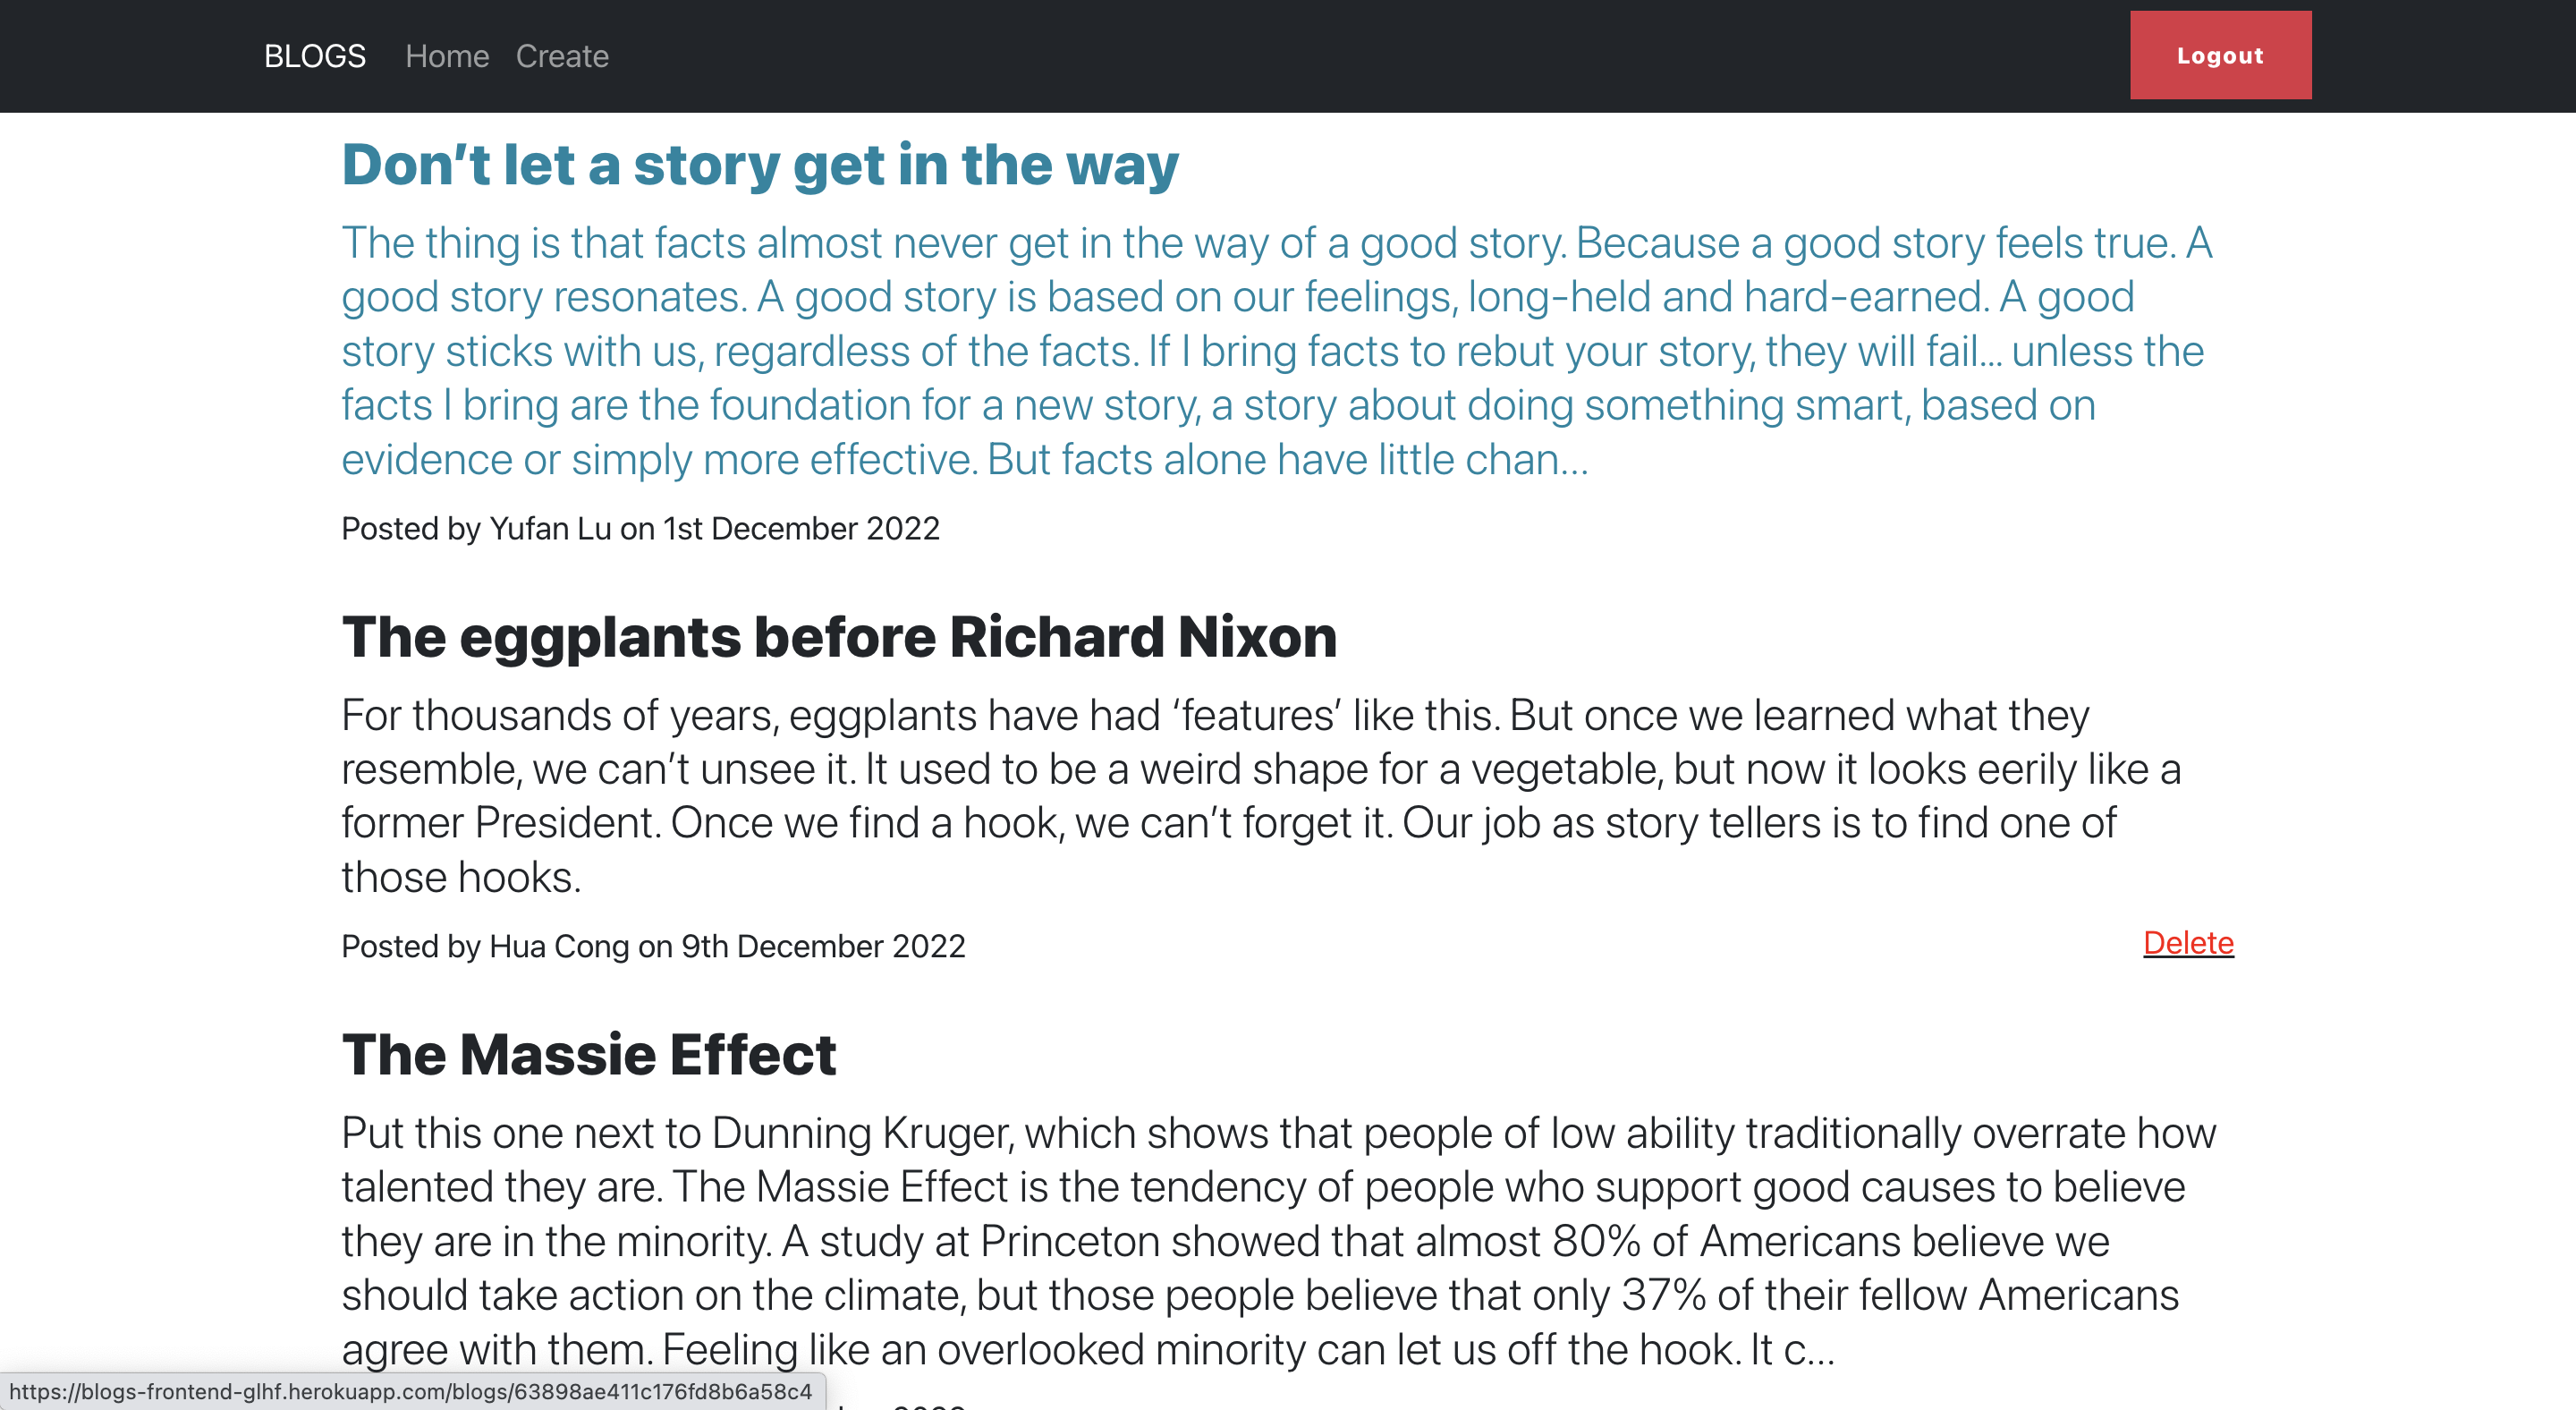 BLOGS Home Create Logout
Don’t let a story get in the way
The thing is that facts almost never get in the way of a good story. Because a good story feels true. A
good story resonates. A good story is based on our feelings, long-held and hard-earned. A good
story sticks with us, regardless of the facts. If I bring facts to rebut your story, they will fail… unless the
facts I bring are the foundation for a new story, a story about doing something smart, based on
evidence or simply more effective. But facts alone have little chan...
Posted by Yufan Lu on 1st December 2022
The eggplants before Richard Nixon
For thousands of years, eggplants have had ‘features’ like this. But once we learned what they
resemble, we can’t unsee it. It used to be a weird shape for a vegetable, but now it looks eerily like a
former President. Once we find a hook, we can’t forget it. Our job as story tellers is to find one of
those hooks.
Posted by Hua Cong on 9th December 2022 Delete
The Massie Effect
Put this one next to Dunning Kruger, which shows that people of low ability traditionally overrate how
talented they are. The Massie Effect is the tendency of people who support good causes to believe
they are in the minority. A study at Princeton showed that almost 80% of Americans believe we
should take action on the climate, but those people believe that only 37% of their fellow Americans
agree with them. Feeling like an overlooked minority can let us off the hook. It c...
https://blogs-frontend-glhf.herokuapp.com/blogs/63898ae411c176fd8b6a58c4